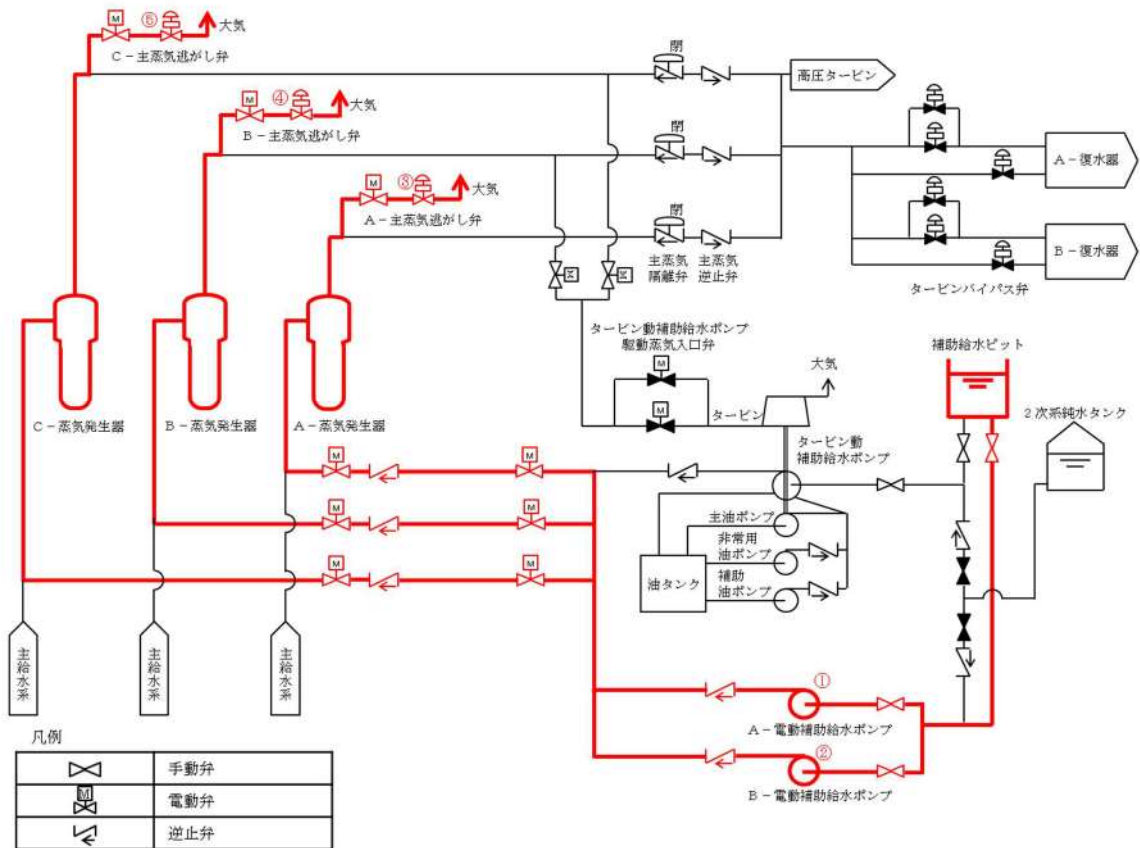 M
⑤
大気
C－主蒸気逃がし弁
閉
高圧タービン
M
④
大気
B－主蒸気逃がし弁
閉
A－復水器
M
③
大気
A－主蒸気逃がし弁
閉
主蒸気
隔離弁
主蒸気
逆止弁
B－復水器
タービンバイパス弁
M
M
タービン動補助給水ポンプ
駆動蒸気入口弁
M
M
大気
タービン
補助給水ピット
2次系純水タンク
C－蒸気発生器
B－蒸気発生器
A－蒸気発生器
タービン動
補助給水ポンプ
M
M
M
M
M
M
主油ポンプ
非常用
油ポンプ
補助
油ポンプ
油タンク
主給水系
主給水系
主給水系
①
A－電動補助給水ポンプ
②
B－電動補助給水ポンプ
凡例
手動弁
M
電動弁
逆止弁